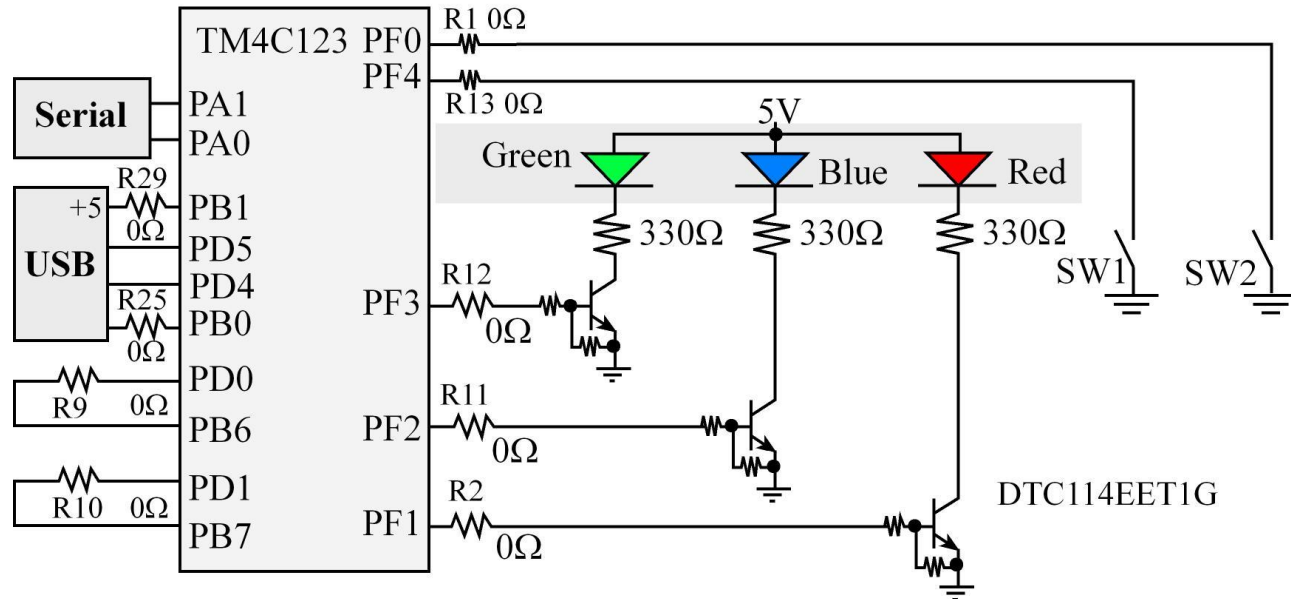 TM4C123
PF0
R1 0Ω
PF4
R13 0Ω
Serial
PA1
PA0
5V
Green
Blue
Red
R29
+5
0Ω
PB1
USB
PD5
PD4
R25
0Ω
PB0
330Ω
330Ω
330Ω
SW1
SW2
PF3
R12
0Ω
PD0
R9
0Ω
PB6
PF2
R11
0Ω
PD1
R10
0Ω
PB7
PF1
R2
0Ω
DTC114EET1G